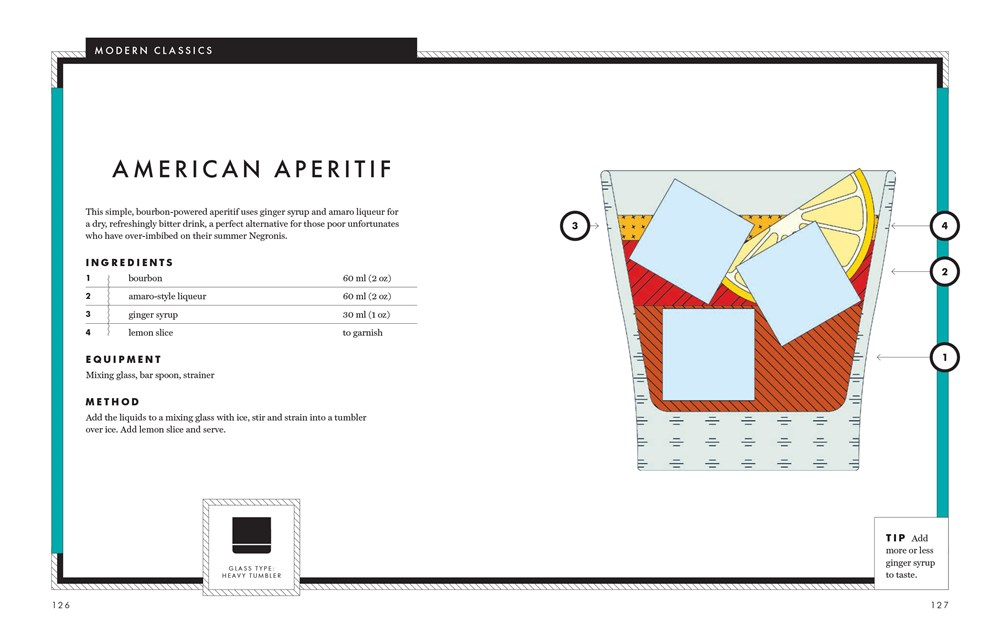 MODERN CLASSICS
AMERICAN APERITIF
This simple, bourbon-powered aperitif uses ginger syrup and amaro liqueur for
a dry, refreshingly bitter drink, a perfect alternative for those poor unfortunates
who have over-imbibed on their summer Negronis.
INGREDIENTS
1 bourbon 60 ml (2 oz)
2 amaro-style liqueur 60 ml (2 oz)
3 ginger syrup 30 ml (1 oz)
4 lemon slice to garnish
EQUIPMENT
Mixing glass, bar spoon, strainer
METHOD
Add the liquids to a mixing glass with ice, stir and strain into a tumbler
over ice. Add lemon slice and serve.
GLASS TYPE:
HEAVY TUMBLER
126
3
4
2
1
TIP Add
more or less
ginger syrup
to taste.
127